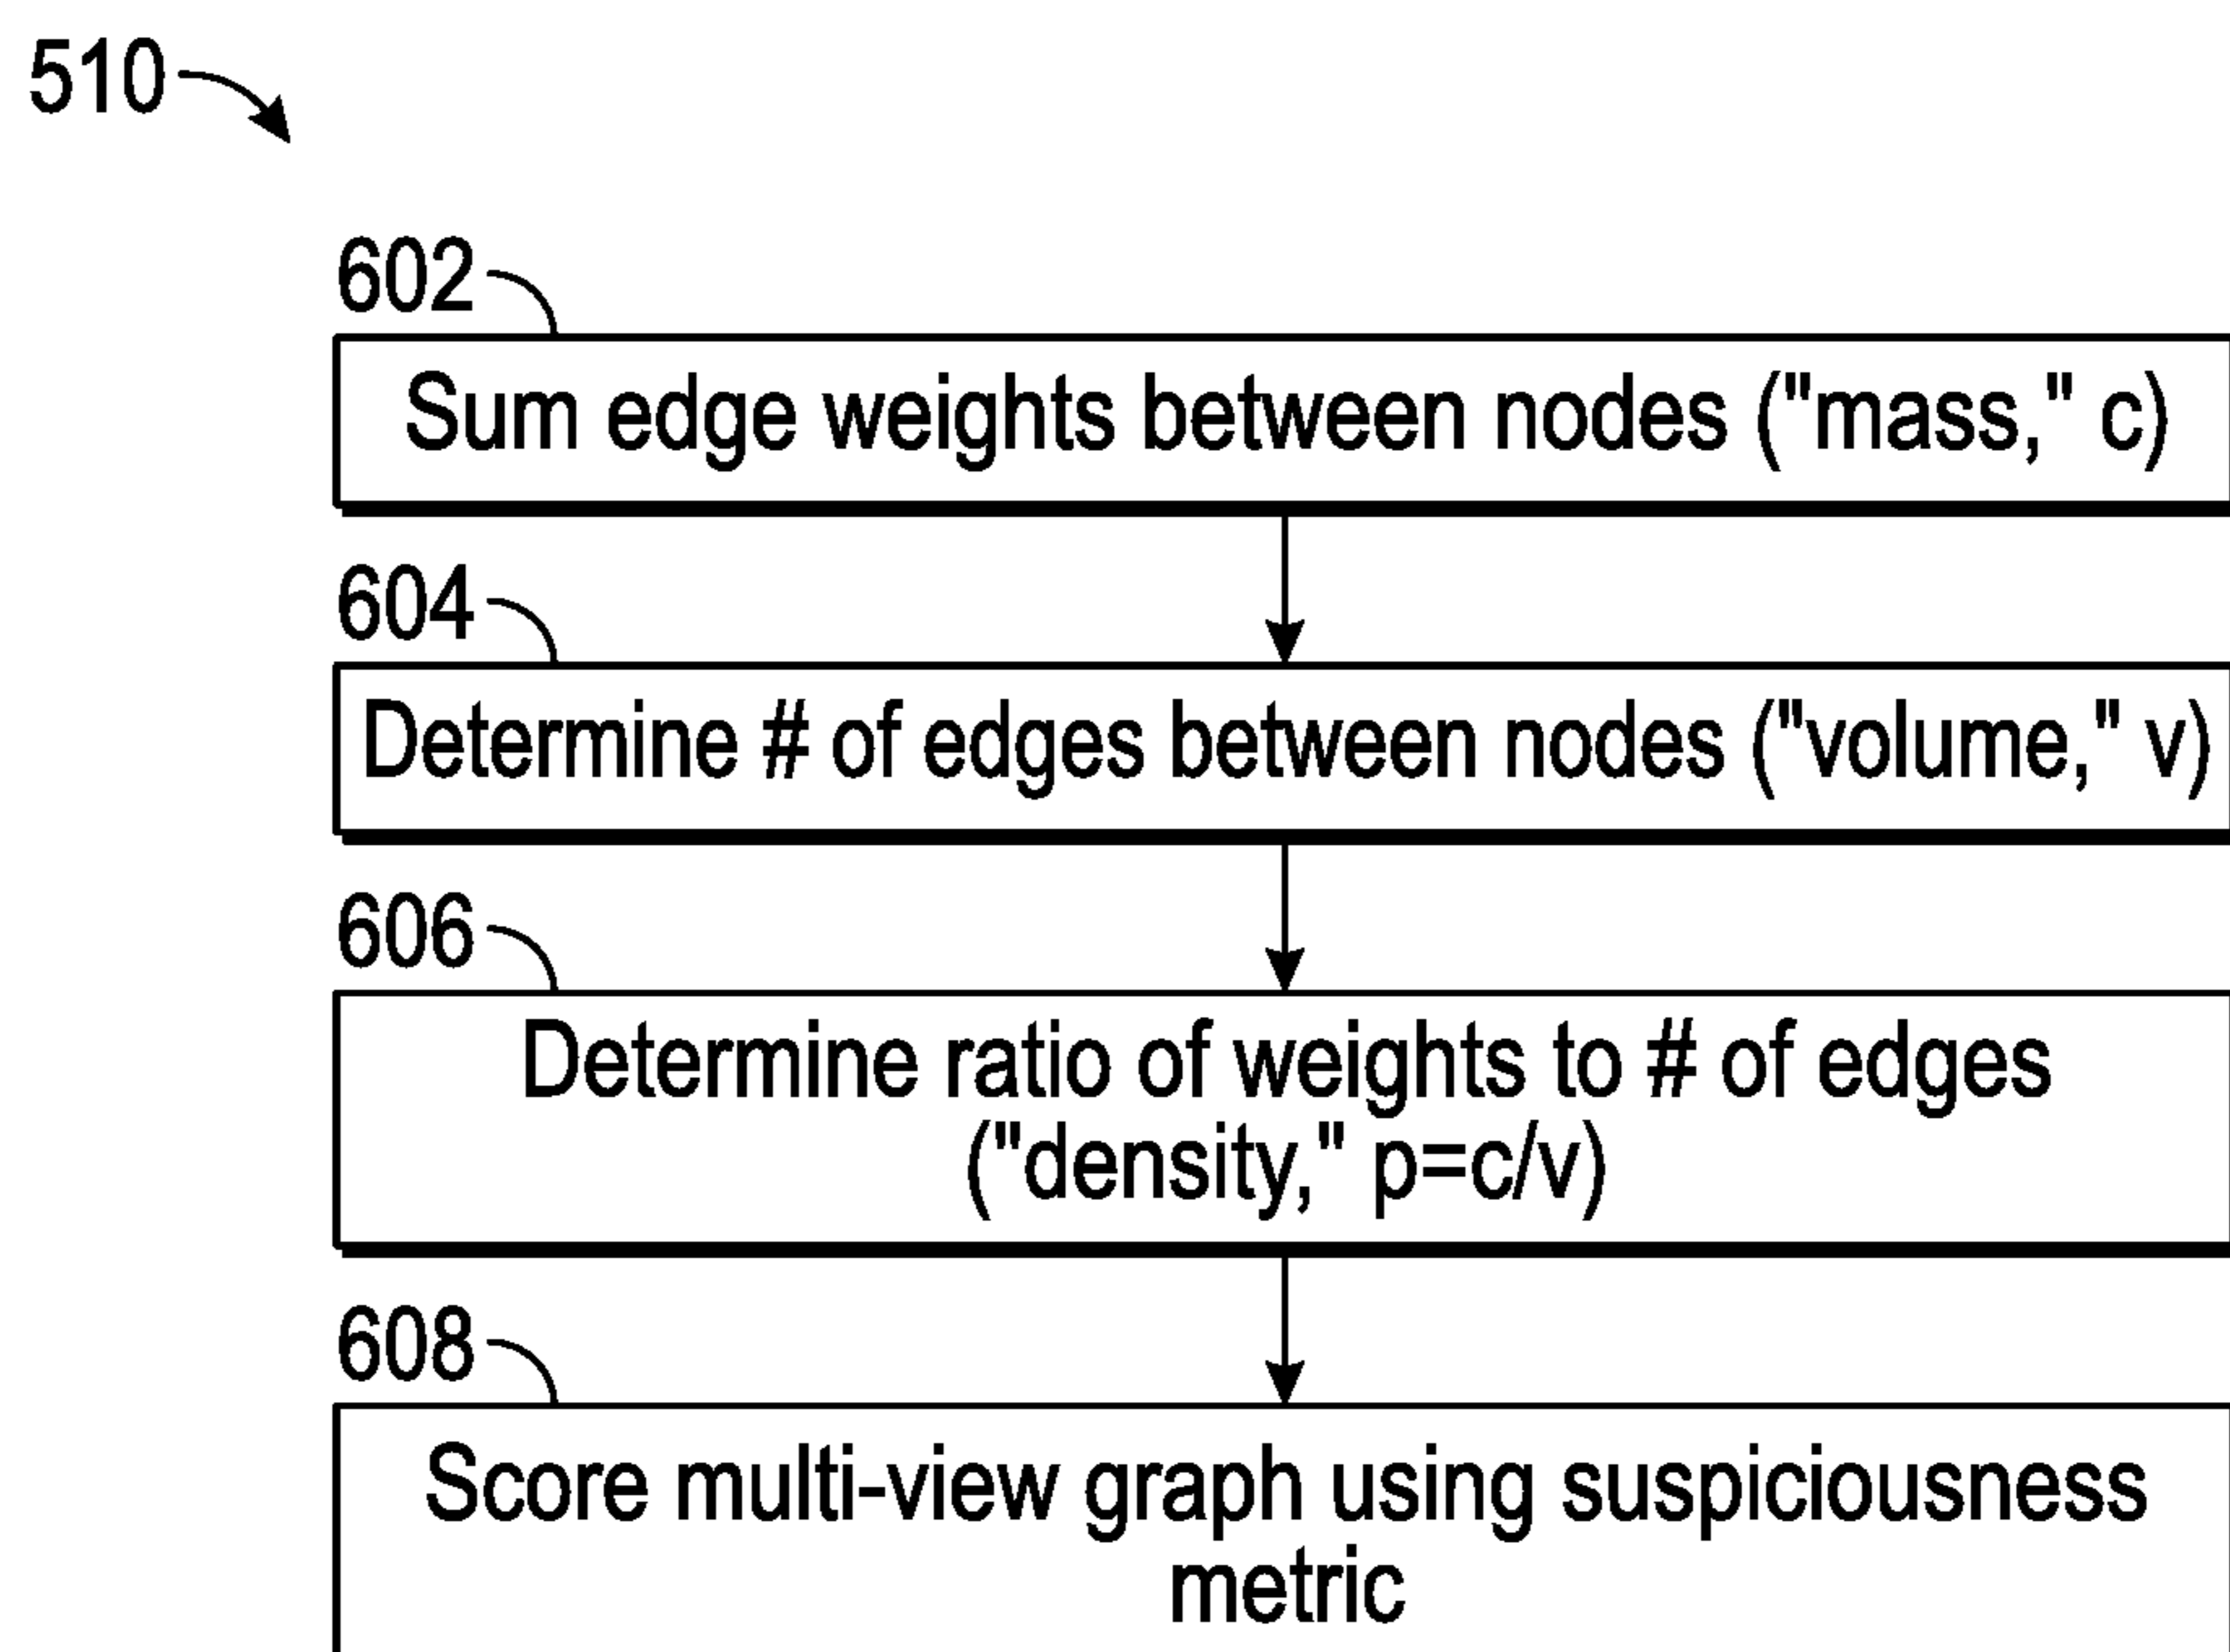 510
602
Sum edge weights between nodes ("mass," c)
604
Determine # of edges between nodes ("volume," v)
606
Determine ratio of weights to # of edges
("density," p=c/v)
608
Score multi-view graph using suspiciousness
metric